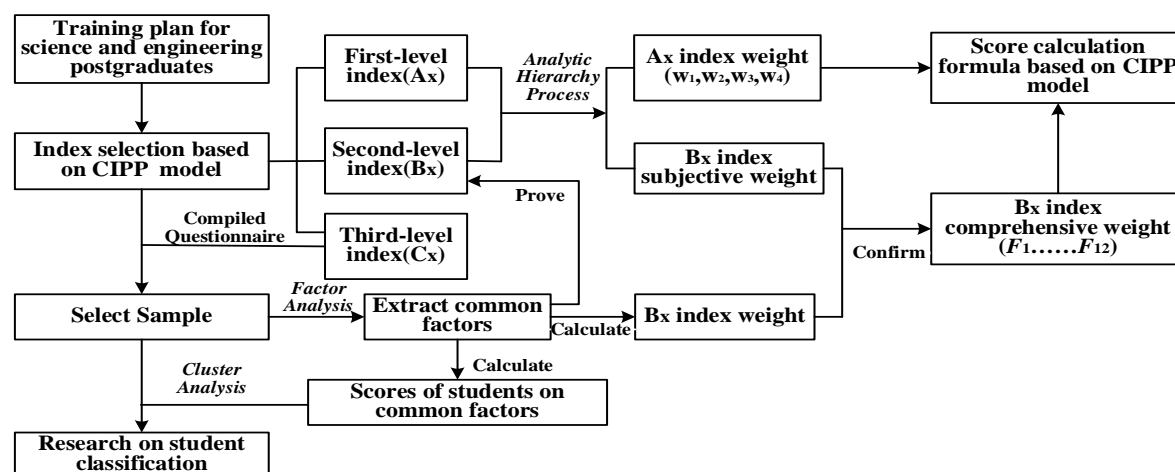 Training plan for
science and engineering
postgraduates
First-level
index(Ax)
Analytic
Hierarchy
Process
Ax index weight
(w1,w2,w3,w4)
Score calculation
formula based on CIPP
model
Index selection based
on CIPP model
Second-level
index(Bx)
Bx index
subjective weight
Prove
Compiled
Questionnaire
Third-level
index(Cx)
Bx index
comprehensive weight
(F1......F12)
Confirm
Select Sample
Factor
Analysis
Extract common
factors
Calculate
Bx index weight
Calculate
Cluster
Analysis
Scores of students on
common factors
Research on student
classification